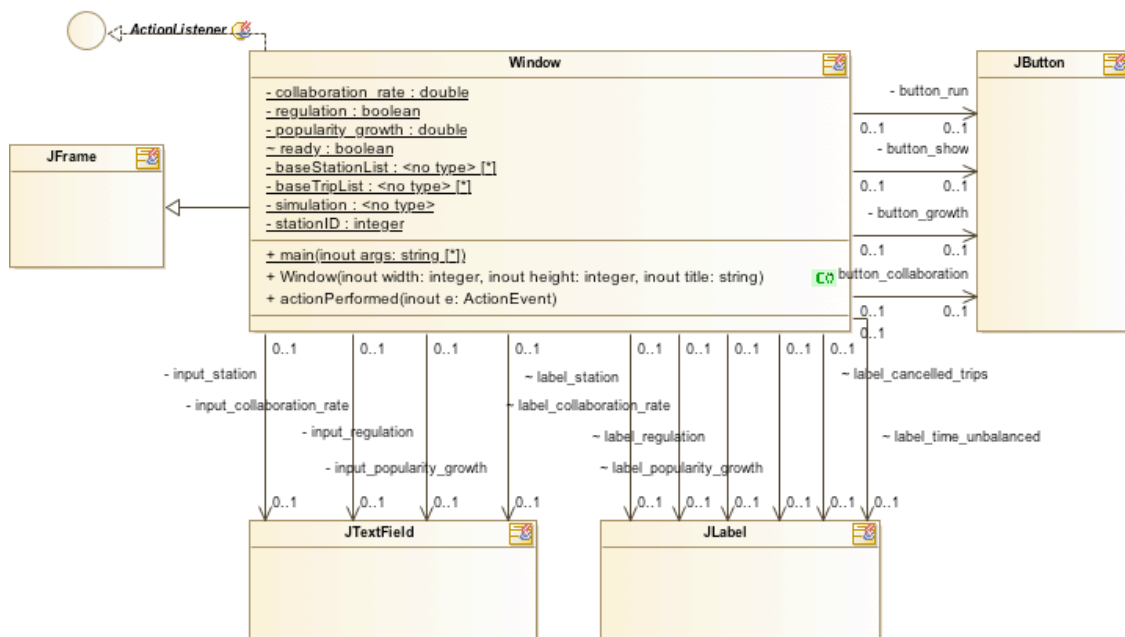 ActionListener
Window
- collaboration_rate : double
- regulation : boolean
- popularity_growth : double
~ ready : boolean
- baseStationList : <no type> [*]
- baseTripList : <no type> [*]
- simulation : <no type>
- stationID : integer
+ main(inout args: string [*])
+ Window(inout width: integer, inout height: integer, inout title: string)
+ actionPerformed(inout e: ActionEvent)
JFrame
JButton
- button_run
0..1 0..1
- button_show
0..1 0..1
- button_growth
0..1 0..1
button_collaboration
0..1 0..1
0..1
0..1 0..1 0..1 0..1 0..1 0..1 0..1 0..1 0..1
- input_station
~ label_station
~ label_cancelled_trips
- input_collaboration_rate
~ label_collaboration_rate
- input_regulation
~ label_regulation
~ label_time_unbalanced
- input_popularity_growth
~ label_popularity_growth
0..1 0..1 0..1 0..1 0..1 0..1 0..1 0..1 0..1 0..1
JTextField
JLabel